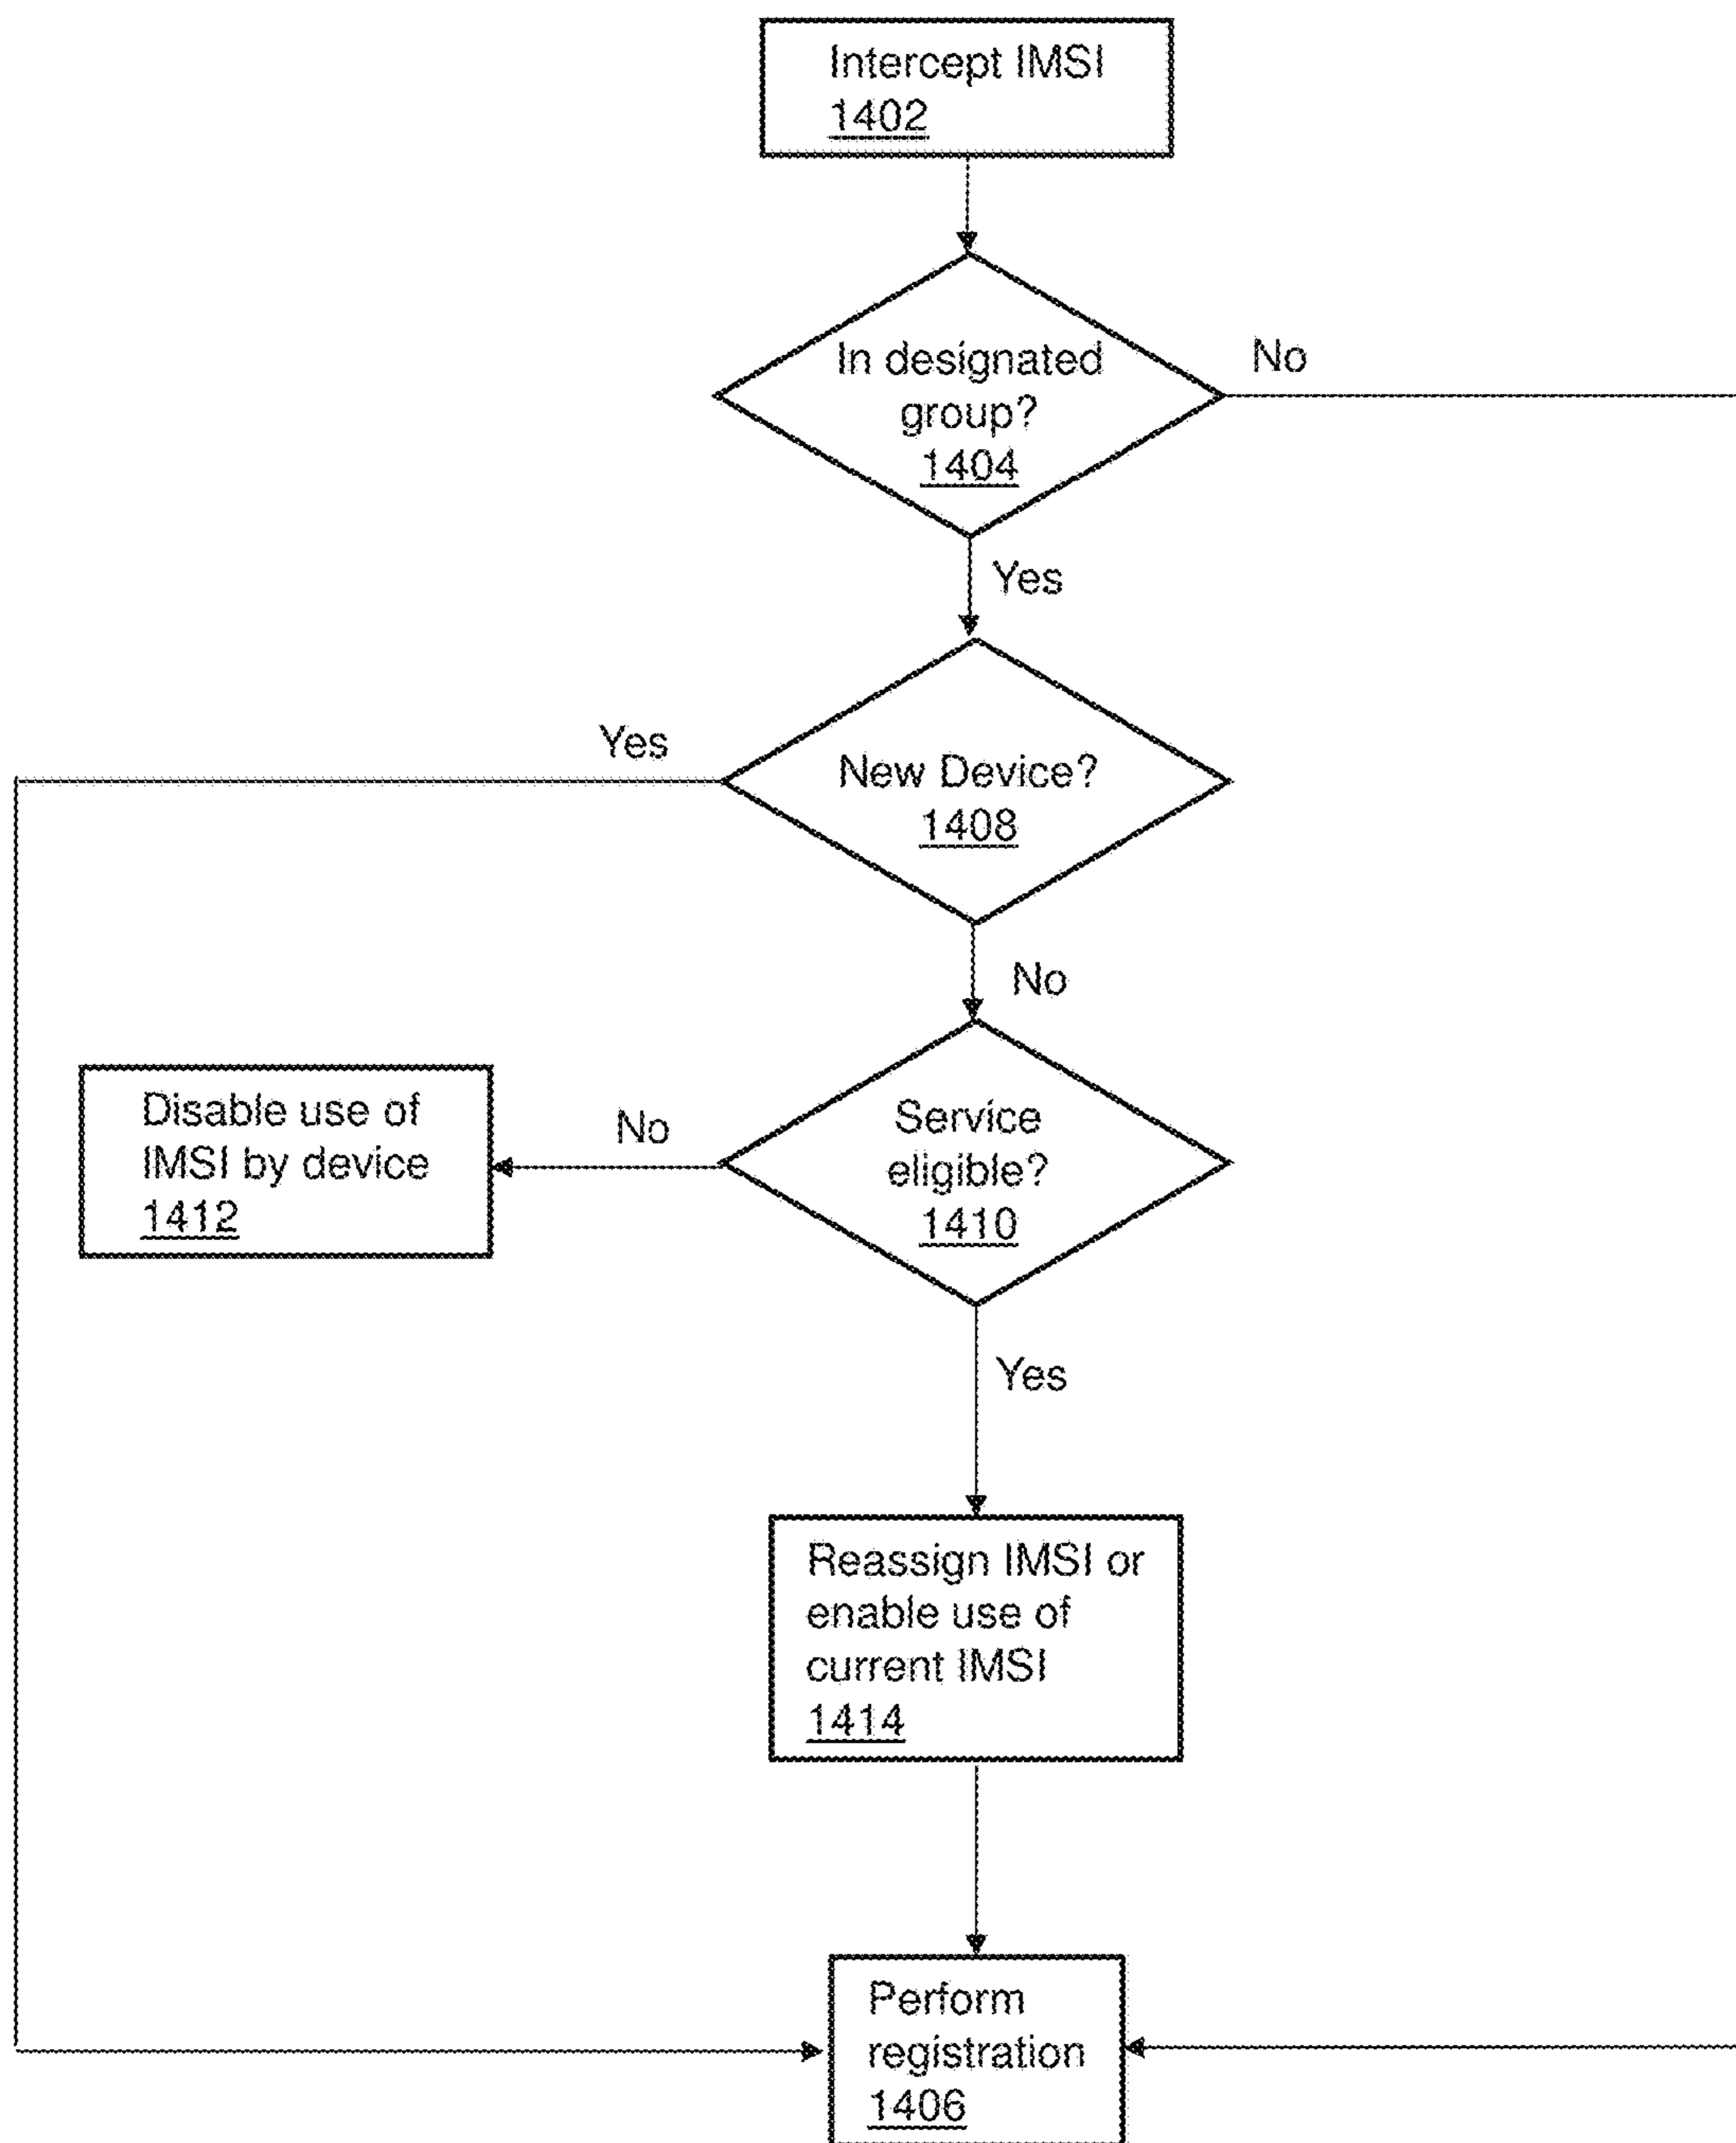 Intercept IMSI
1402
In designated
group?
1404
No
Yes
Yes
New Device?
1408
No
Disable use of
IMSI by device
1412
No
Service
eligible?
1410
Yes
Reassign IMSI or
enable use of
current IMSI
1414
Perform
registration
1406